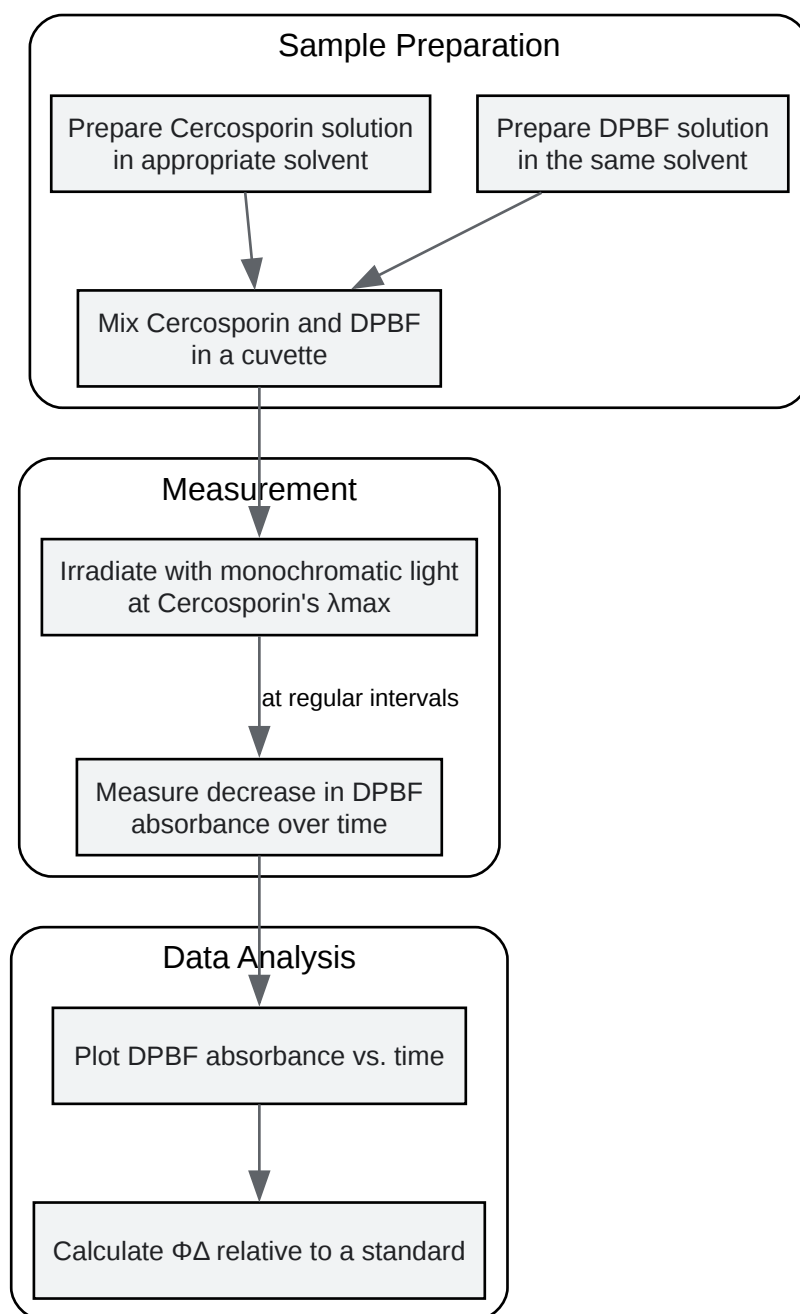 Sample Preparation
Prepare Cercosporin solution
in appropriate solvent
Prepare DPBF solution
in the same solvent
Mix Cercosporin and DPBF
in a cuvette
Measurement
Irradiate with monochromatic light
at Cercosporin's λmax
at regular intervals
Measure decrease in DPBF
absorbance over time
Data Analysis
Plot DPBF absorbance vs. time
Calculate ΦΔ relative to a standard